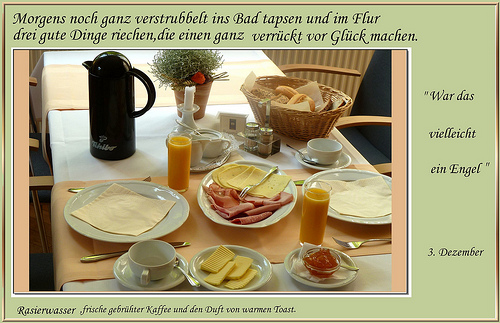 Morgens noch ganz verstrubbelt ins Bad tapsen und im Flur
drei gute Dinge riechen,die einen ganz verrückt vor Glück machen.
"War das
vielleicht
ein Engel"
3. Dezember
Tchibo
Rasierwasser ,frische gebrühter Kaffee und den Duft von warmen Toast.